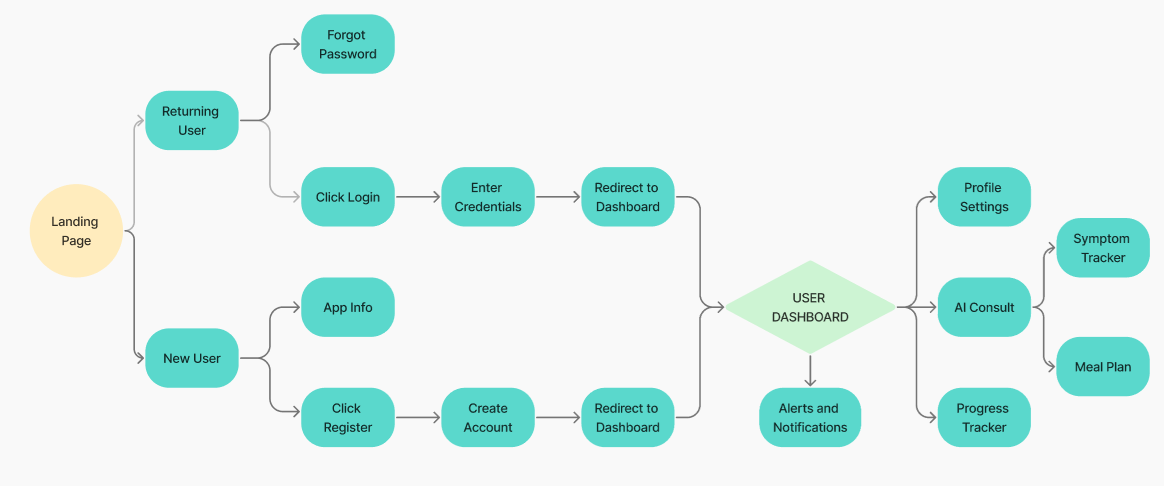 Forgot
Password
Returning
User
Click Login
Enter
Credentials
Redirect to
Dashboard
Landing
Page
App Info
New User
Click
Register
Create
Account
Redirect to
Dashboard
USER
DASHBOARD
Alerts and
Notifications
Profile
Settings
AI Consult
Symptom
Tracker
Meal Plan
Progress
Tracker